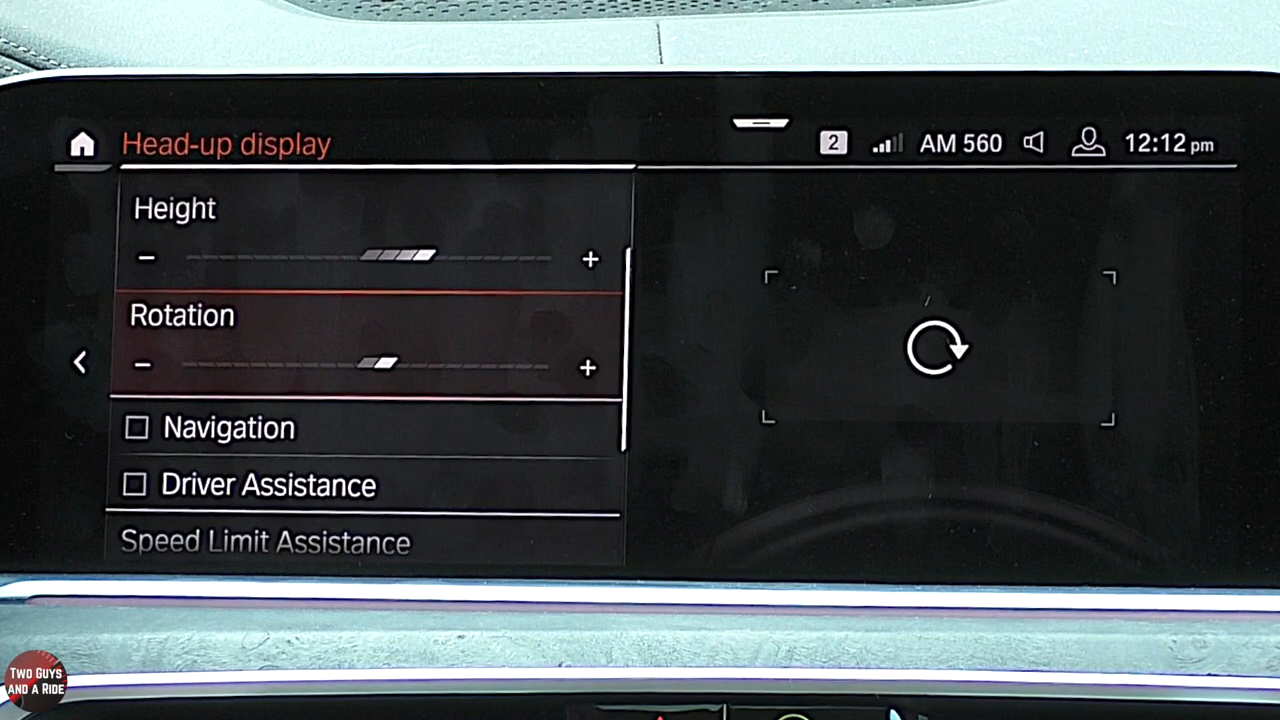 Head-up display
2 AM 560 12:12 pm
Height
− +
Rotation
− +
Navigation
Driver Assistance
Speed Limit Assistance
TWO GUYS
AND A RIDE